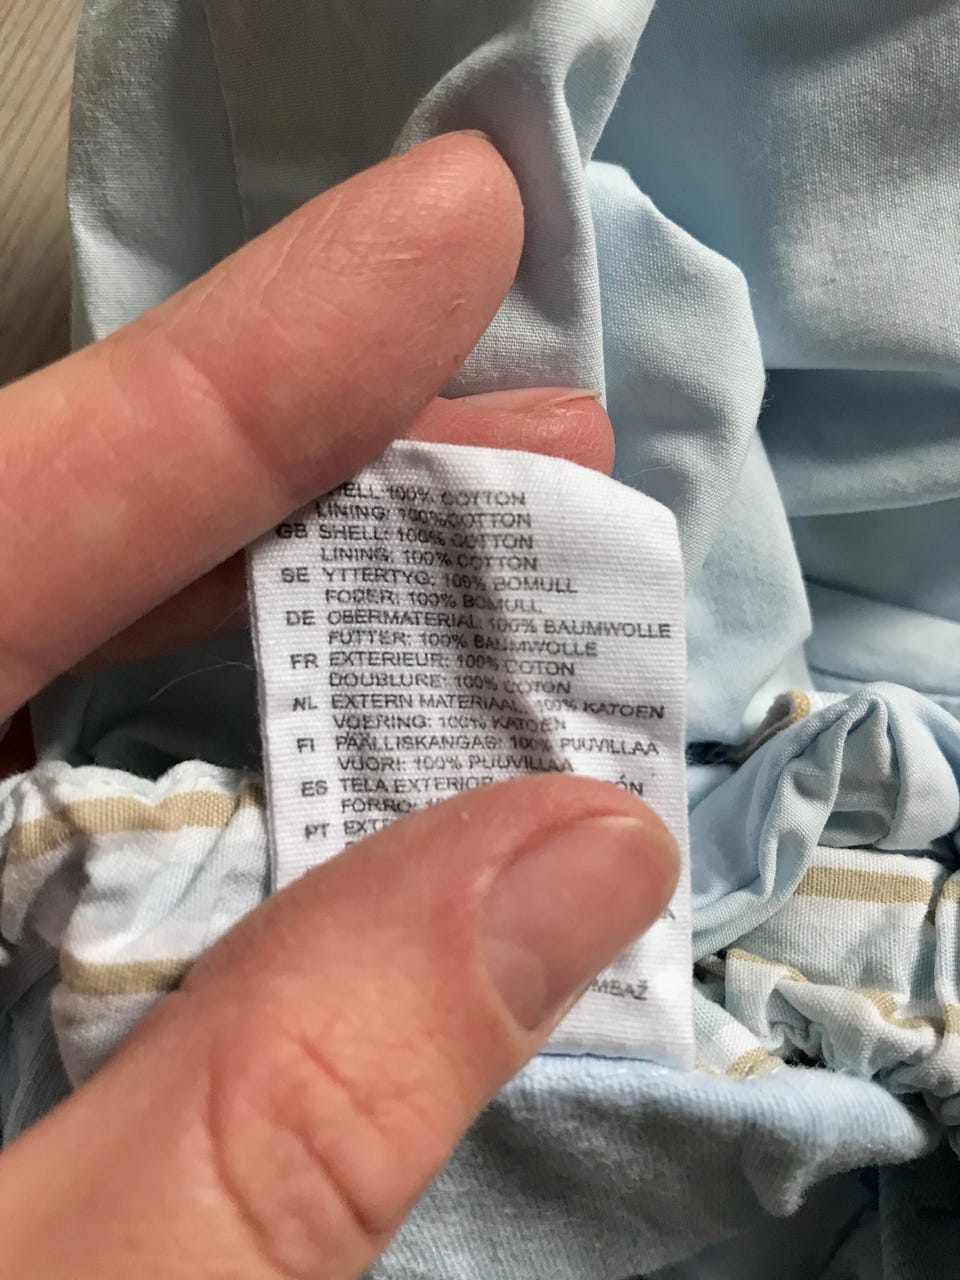 100% COTTON
LINING: 100% COTTON
GB SHELL: 100% COTTON
LINING: 100% COTTON
SE YTTERTYG: 100% BOMULL
FODER: 100% BOMULL
DE OBERMATERIAL: 100% BAUMWOLLE
FUTTER: 100% BAUMWOLLE
FR EXTERIEUR: 100% COTON
DOUBLURE: 100% COTON
NL EXTERN MATERIAAL: 100% KATOEN
VOERING: 100% KATOEN
FI PÄÄLLISKANGAS: 100% PUUVILLAA
VUORI: 100% PUUVILLAA
ES TELA EXTERIOR
FORRO:
PT